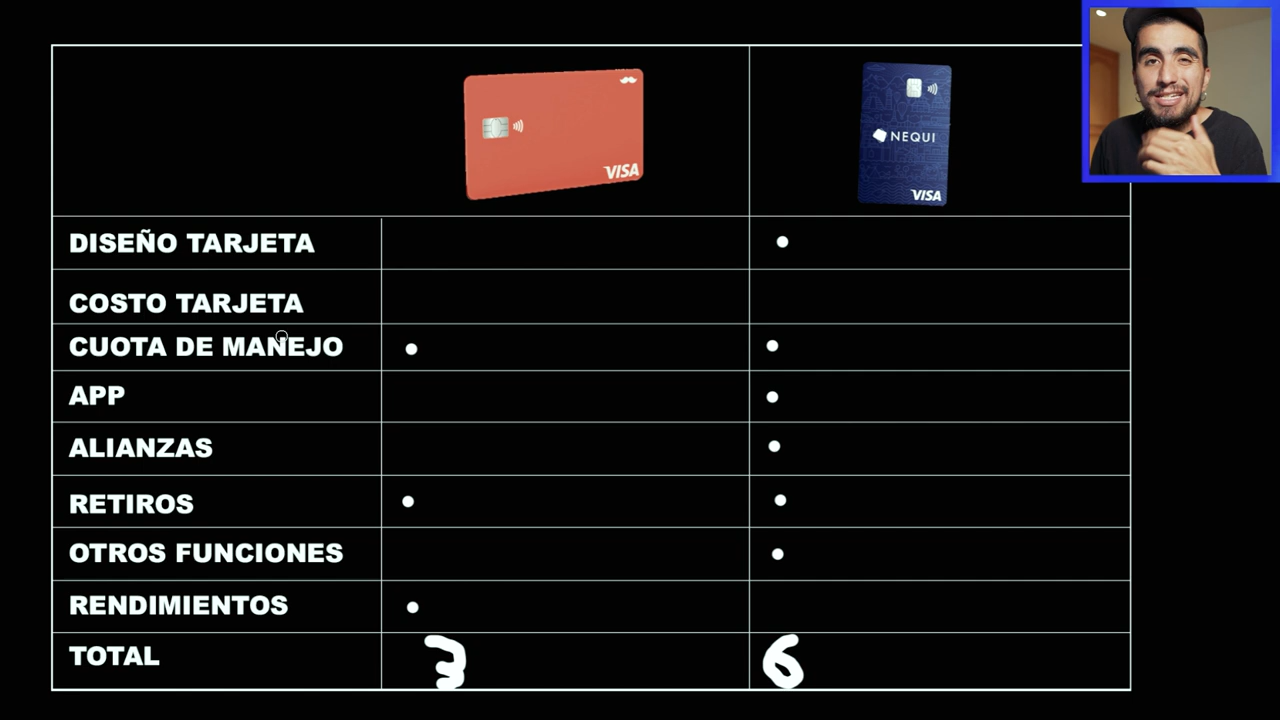 VISA
NEQUI
VISA
DISEÑO TARJETA
COSTO TARJETA
CUOTA DE MANEJO
APP
ALIANZAS
RETIROS
OTROS FUNCIONES
RENDIMIENTOS
TOTAL 3 6